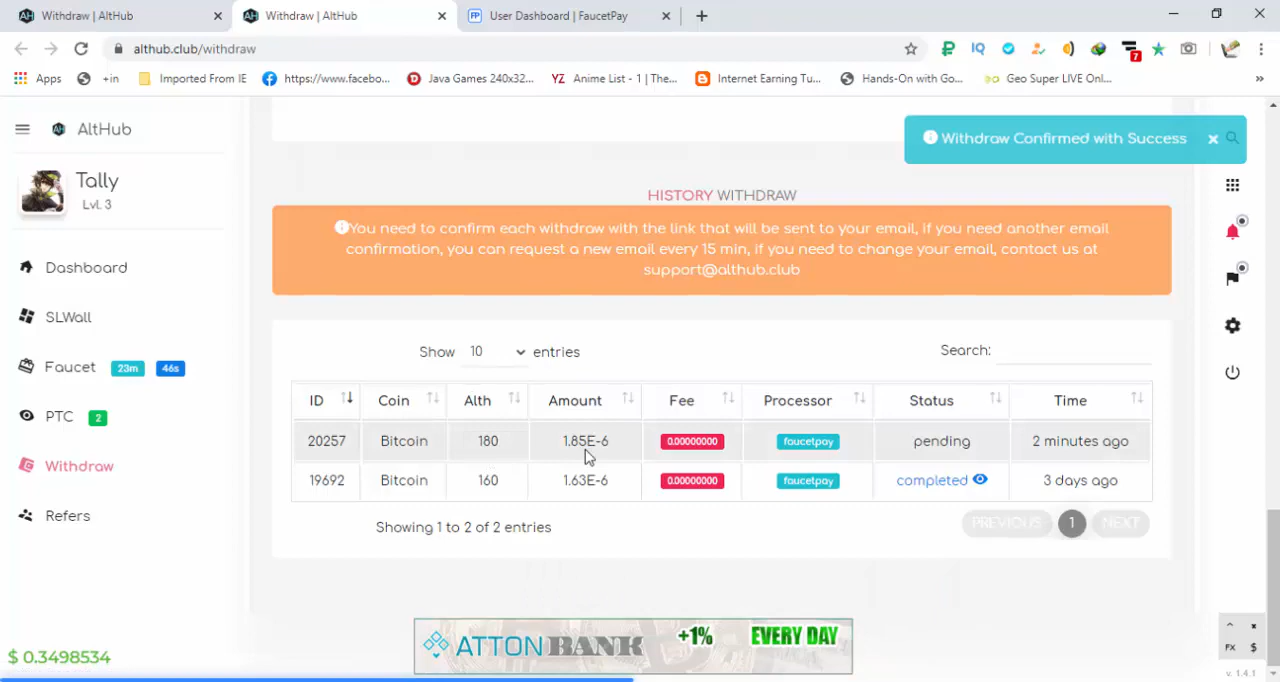 Withdraw | AltHub
Withdraw | AltHub
User Dashboard | FaucetPay
althub.club/withdraw
IQ
7
Apps
+in
Imported From IE
https://www.facebo...
Java Games 240x32...
YZ Anime List - 1 | The...
Internet Earning Tu...
Hands-On with Go...
Geo Super LIVE Onl...
»
AH AltHub
Withdraw Confirmed with Success
Tally
Lvl. 3
HISTORY WITHDRAW
You need to confirm each withdraw with the link that will be sent to your email, if you need another email
confirmation, you can request a new email every 15 min, if you need to change your email, contact us at
support@althub.club
Dashboard
SLWall
Faucet 23m 46s
PTC 2
Withdraw
Refers
Show 10 entries
Search:
ID Coin Alth Amount Fee Processor Status Time
20257 Bitcoin 180 1.85E-6 0.00000000 faucetpay pending 2 minutes ago
19692 Bitcoin 160 1.63E-6 0.00000000 faucetpay completed 3 days ago
Showing 1 to 2 of 2 entries
PREVIOUS 1 NEXT
ATTONBANK +1% EVERY DAY
$ 0.3498534
FX $
v. 1.4.1